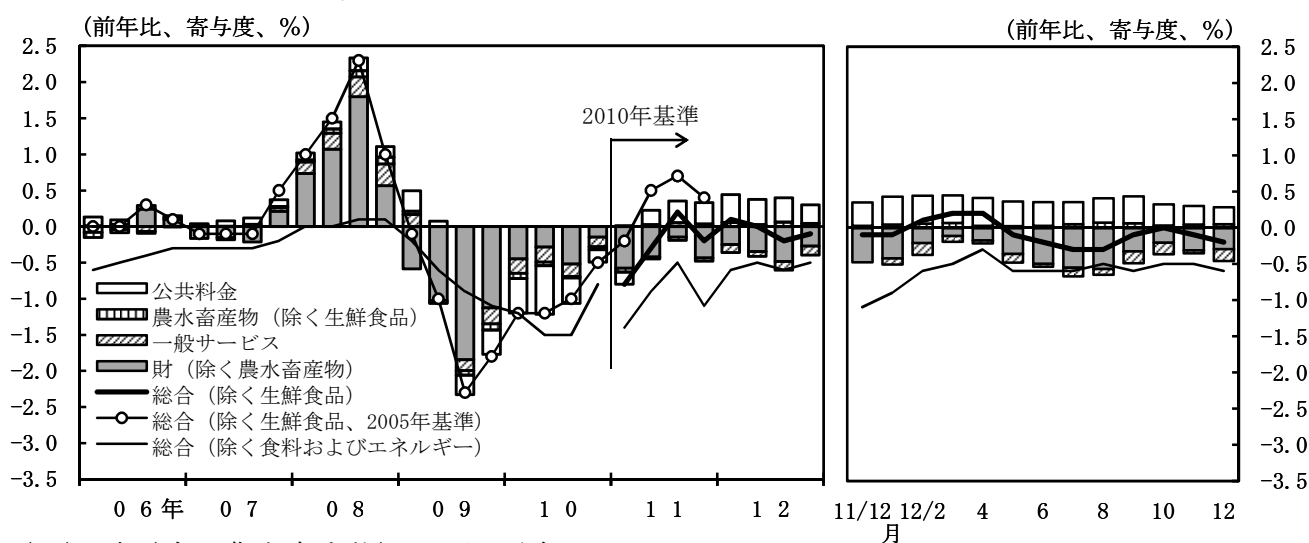 (前年比、寄与度、%)
2.5
2.0
1.5
1.0
0.5
0.0
-0.5
-1.0
-1.5
-2.0
-2.5
-3.0
-3.5
2010年基準
公共料金
農水畜産物(除く生鮮食品)
一般サービス
財(除く農水畜産物)
総合(除く生鮮食品)
総合(除く生鮮食品、2005年基準)
総合(除く食料およびエネルギー)
06年 07 08 09 10 11 12
(前年比、寄与度、%)
2.5
2.0
1.5
1.0
0.5
0.0
-0.5
-1.0
-1.5
-2.0
-2.5
-3.0
-3.5
11/12 12/2 4 6 8 10 12
月